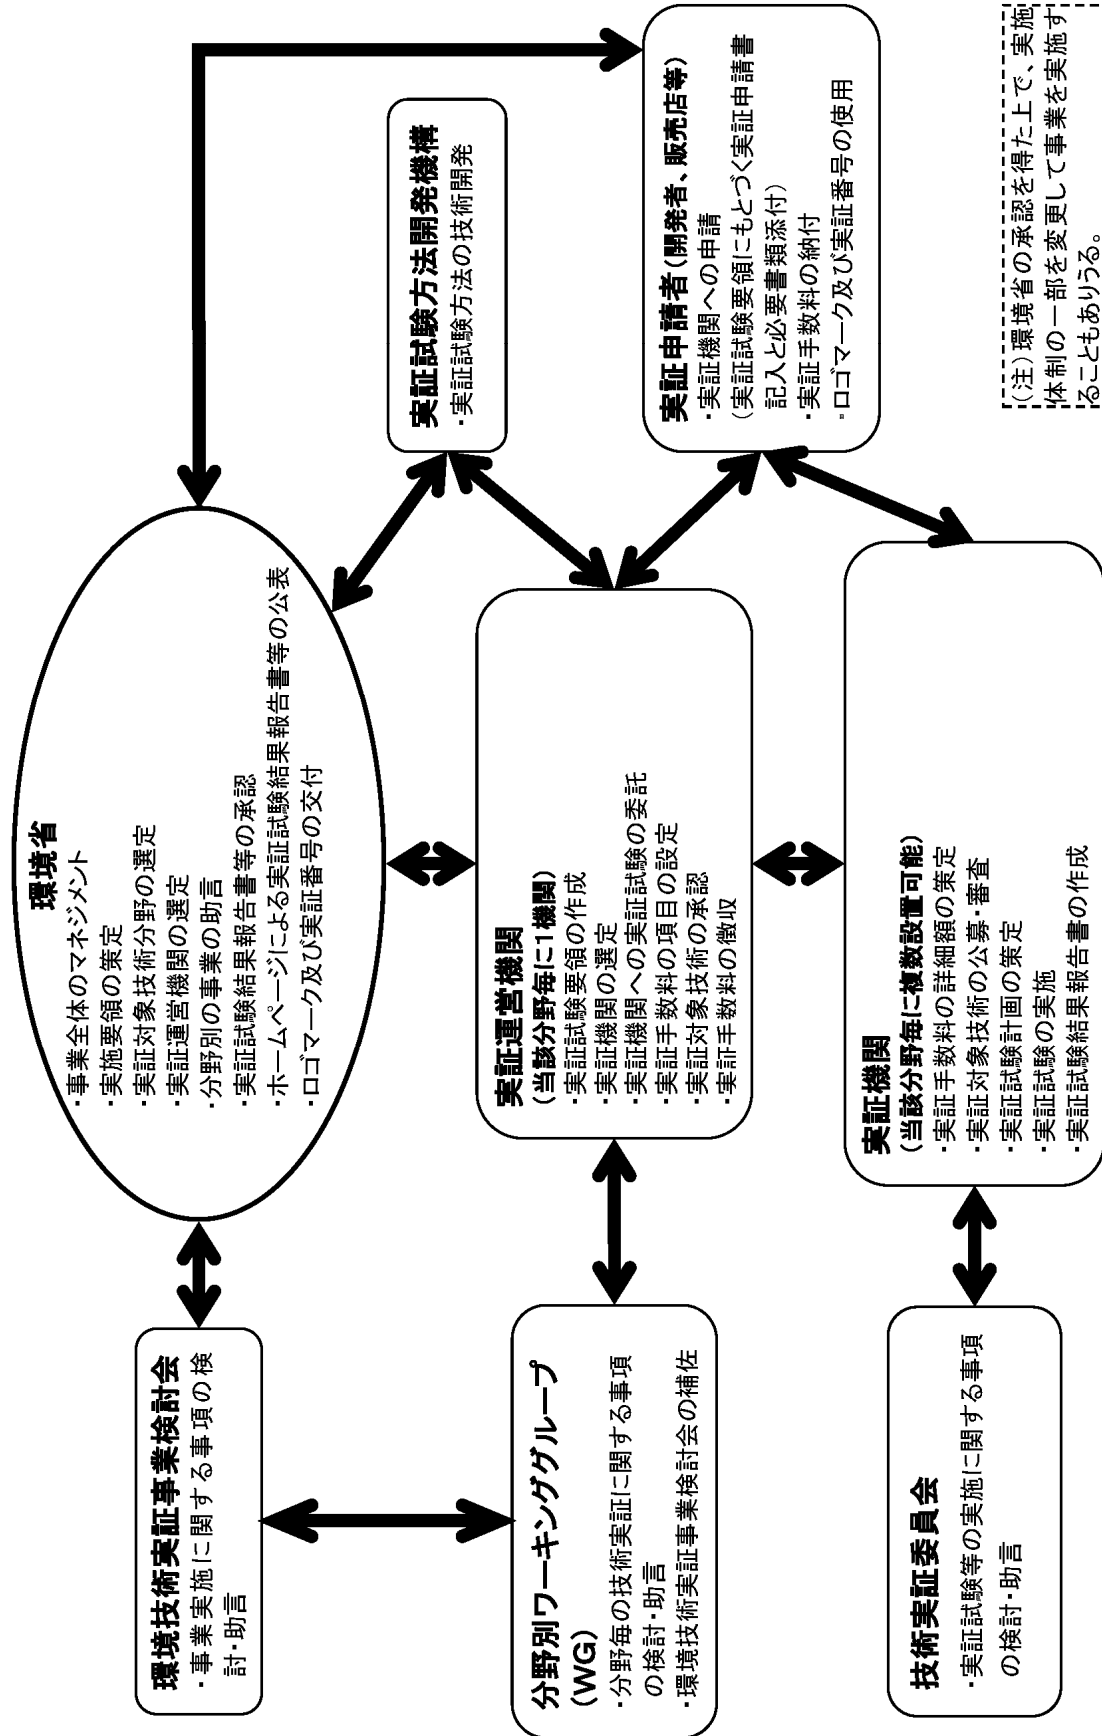 環境省
・事業全体のマネジメント
・実施要領の策定
・実証対象技術分野の選定
・実証運営機関の選定
・分野別の事業の助言
・実証試験結果報告書等の承認
・ホームページによる実証試験結果報告書等の公表
・ロゴマーク及び実証番号の交付
環境技術実証事業検討会
・事業実施に関する事項の検
討・助言
実証試験方法開発機構
・実証試験方法の技術開発
分野別ワーキンググループ
(WG)
・分野毎の技術実証に関する事項
の検討・助言
・環境技術実証事業検討会の補佐
実証運営機関
(当該分野毎に1機関)
・実証試験要領の作成
・実証機関の選定
・実証機関への実証試験の委託
・実証手数料の項目の設定
・実証対象技術の承認
・実証手数料の徴収
実証申請者(開発者、販売店等)
・実証機関への申請
(実証試験要領にもとづく実証申請書
記入と必要書類添付)
・実証手数料の納付
・ロゴマーク及び実証番号の使用
技術実証委員会
・実証試験等の実施に関する事項
の検討・助言
実証機関
(当該分野毎に複数設置可能)
・実証手数料の詳細額の策定
・実証対象技術の公募・審査
・実証試験計画の策定
・実証試験の実施
・実証試験結果報告書の作成
(注)環境省の承認を得た上で、実施
体制の一部を変更して事業を実施す
ることもありうる。